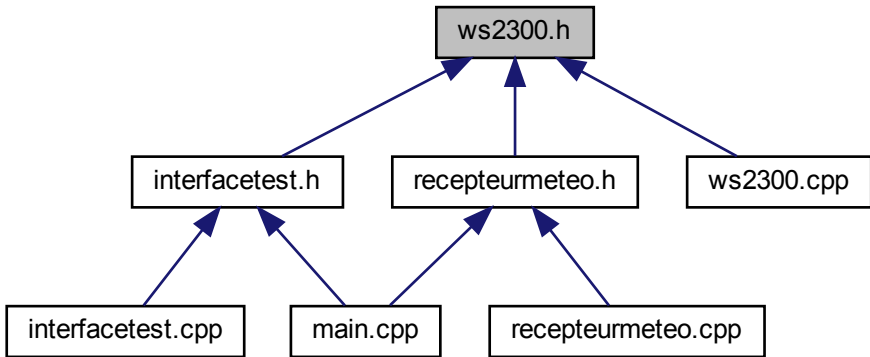 ws2300.h
interfacetest.h
recepteurmeteo.h
ws2300.cpp
interfacetest.cpp
main.cpp
recepteurmeteo.cpp